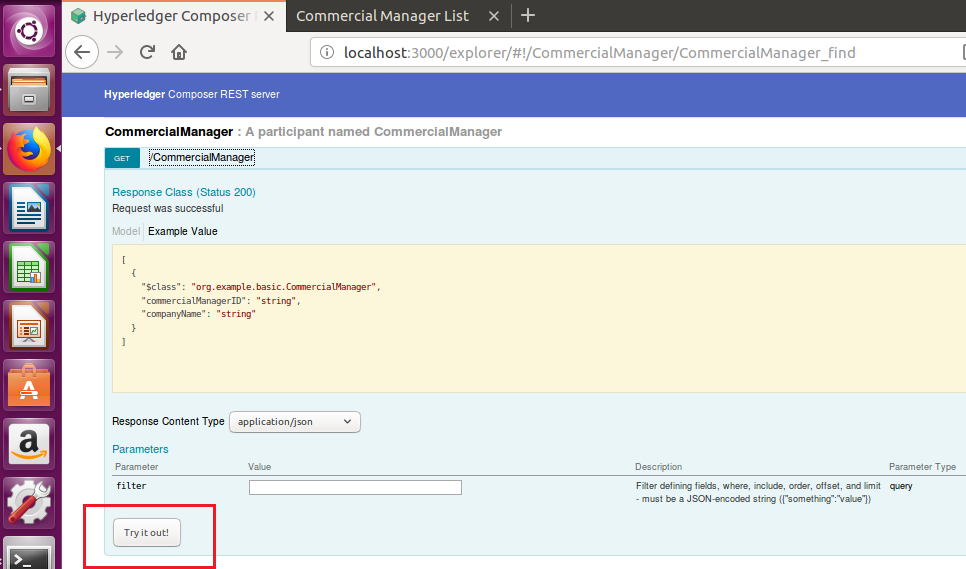 Hyperledger Composer
Commercial Manager List
localhost:3000/explorer/#!/CommercialManager/CommercialManager_find
Hyperledger Composer REST server
CommercialManager : A participant named CommercialManager
GET /CommercialManager
Response Class (Status 200)
Request was successful
Model Example Value
[
{
"$class": "org.example.basic.CommercialManager",
"commercialManagerID": "string",
"companyName": "string"
}
]
Response Content Type application/json
Parameters
Parameter Value Description Parameter Type
filter Filter defining fields, where, include, order, offset, and limit query
- must be a JSON-encoded string ({"something":"value"})
Try it out!